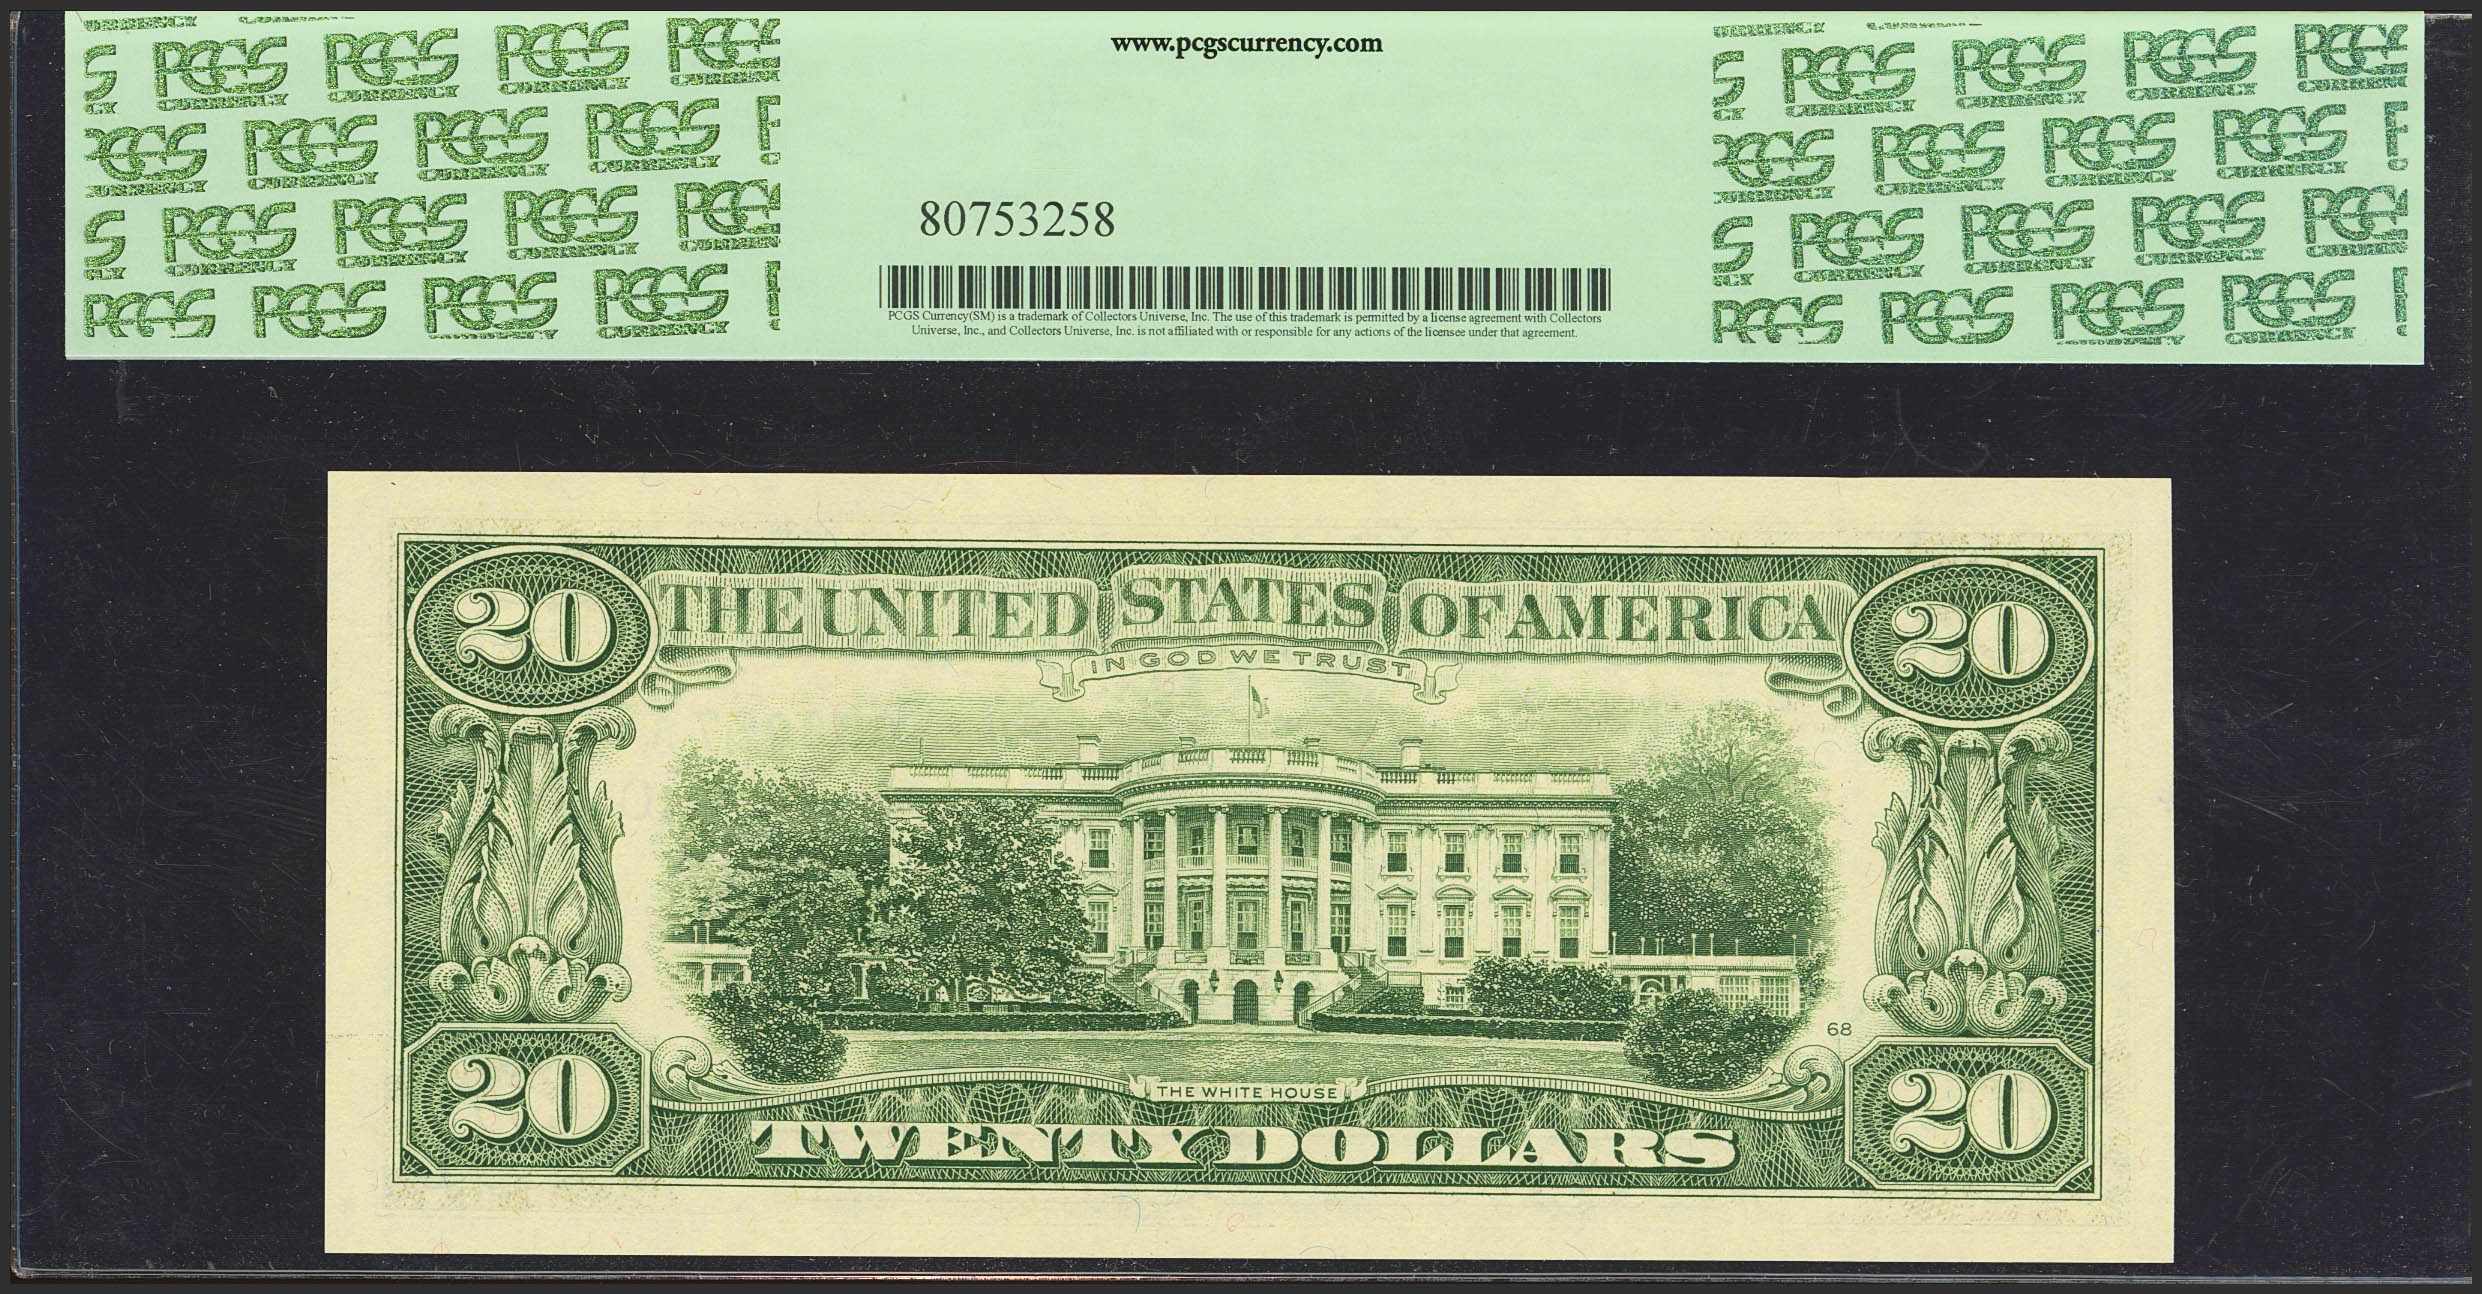 www.pcgscurrency.com
PCGS CURRENCY
80753258
PCGS Currency(SM) is a trademark of Collectors Universe, Inc. The use of this trademark is permitted by a license agreement with Collectors
Universe, Inc., and Collectors Universe, Inc. is not affiliated with or responsible for any actions of the licensee under that agreement.
20 THE UNITED STATES OF AMERICA 20
IN GOD WE TRUST
68
THE WHITE HOUSE
20 TWENTY DOLLARS 20